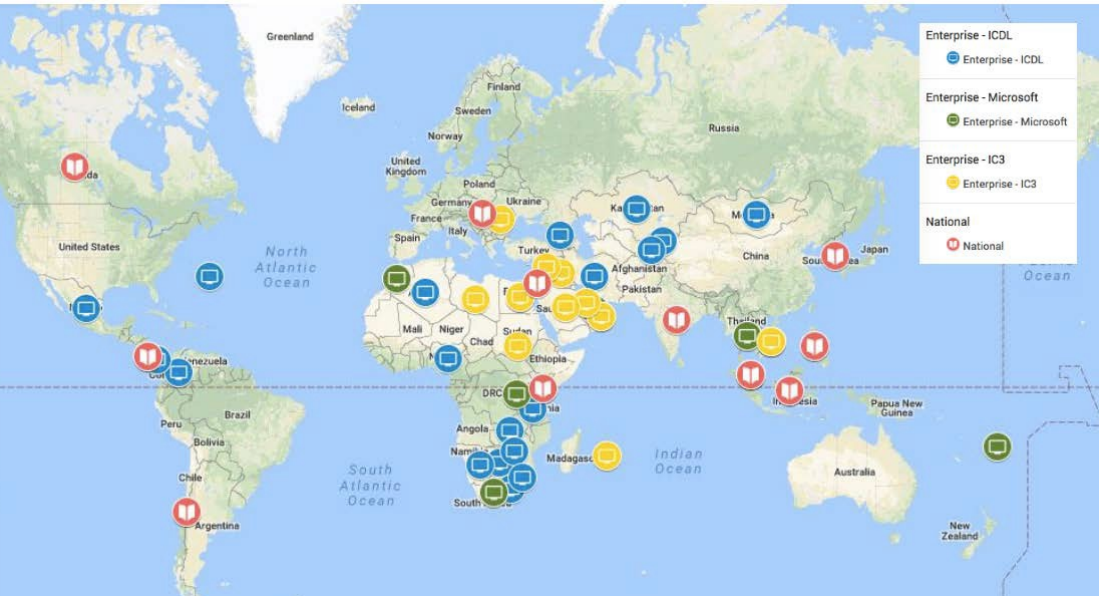 Greenland
Iceland
Finland
Sweden
Norway
Russia
United
Kingdom
Poland
Germany
Ukraine
France
Italy
Spain
Turkey
Afghanistan
Pakistan
China
Japan
United States
North
Atlantic
Ocean
Mali
Niger
Chad
Sudan
Ethiopia
Thailand
DRC
Angola
Brazil
Peru
Bolivia
Chile
Argentina
South
Atlantic
Ocean
Indian
Ocean
Papua New
Guinea
Australia
New
Zealand
Ocean
Enterprise - ICDL
Enterprise - ICDL
Enterprise - Microsoft
Enterprise - Microsoft
Enterprise - IC3
Enterprise - IC3
National
National